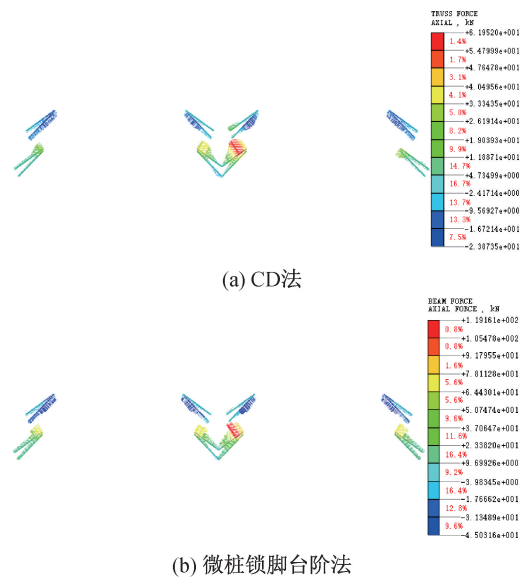 TRUSS FORCE
AXIAL , kN
+6.19520e+001
1.4%
+5.47999e+001
1.7%
+4.76478e+001
3.1%
+4.04956e+001
4.1%
+3.33435e+001
5.8%
+2.61914e+001
8.2%
+1.90393e+001
9.9%
+1.18871e+001
14.7%
+4.73499e+000
16.7%
-2.41714e+000
13.7%
-9.56927e+000
13.3%
-1.67214e+001
7.5%
-2.38735e+001
(a) CD法
BEAM FORCE
AXIAL FORCE , kN
+1.19161e+002
0.8%
+1.05478e+002
0.8%
+9.17955e+001
1.6%
+7.81128e+001
5.6%
+6.44301e+001
5.6%
+5.07474e+001
9.6%
+3.70647e+001
11.6%
+2.33820e+001
16.4%
+9.69926e+000
9.2%
-3.98345e+000
16.4%
-1.76662e+001
12.8%
-3.13489e+001
9.6%
-4.50316e+001
(b) 微桩锁脚台阶法